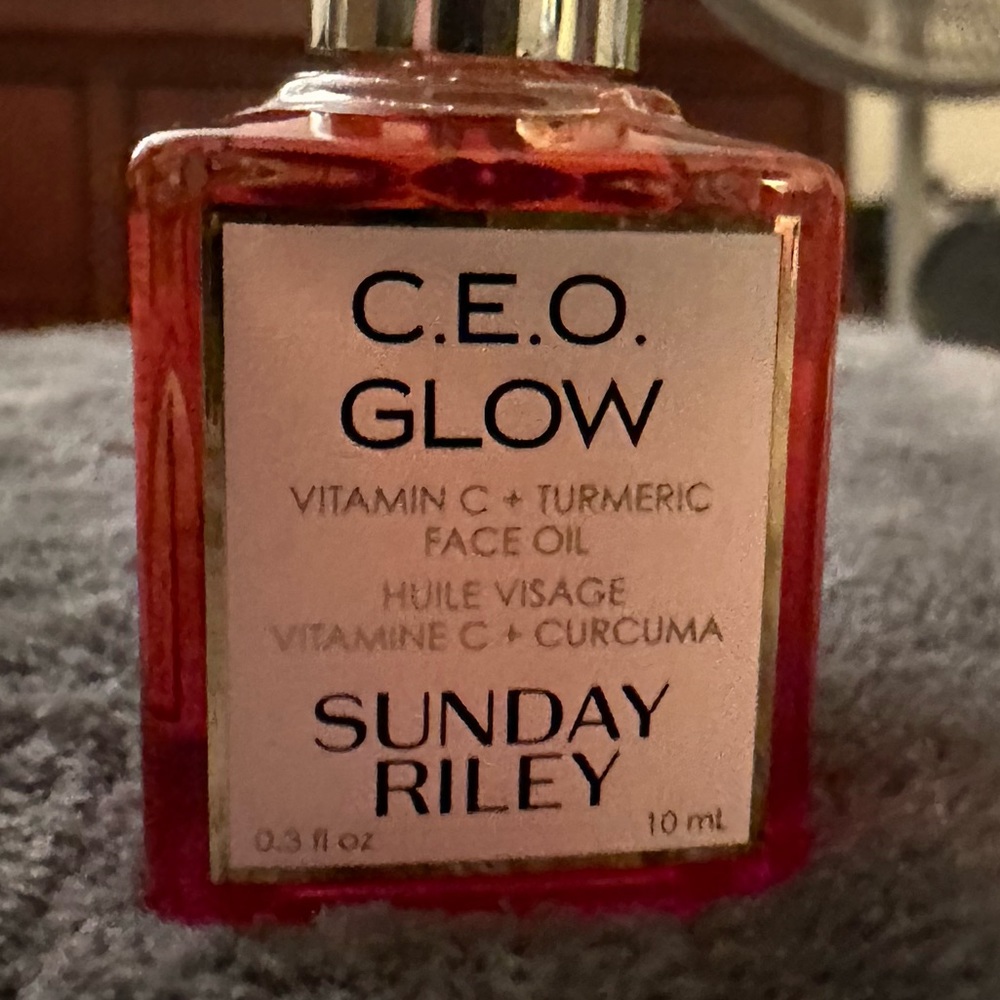 C.E.O.
GLOW
VITAMIN C + TURMERIC
FACE OIL
HUILE VISAGE
VITAMINE C + CURCUMA
SUNDAY
RILEY
0.3 fl oz 10 mL